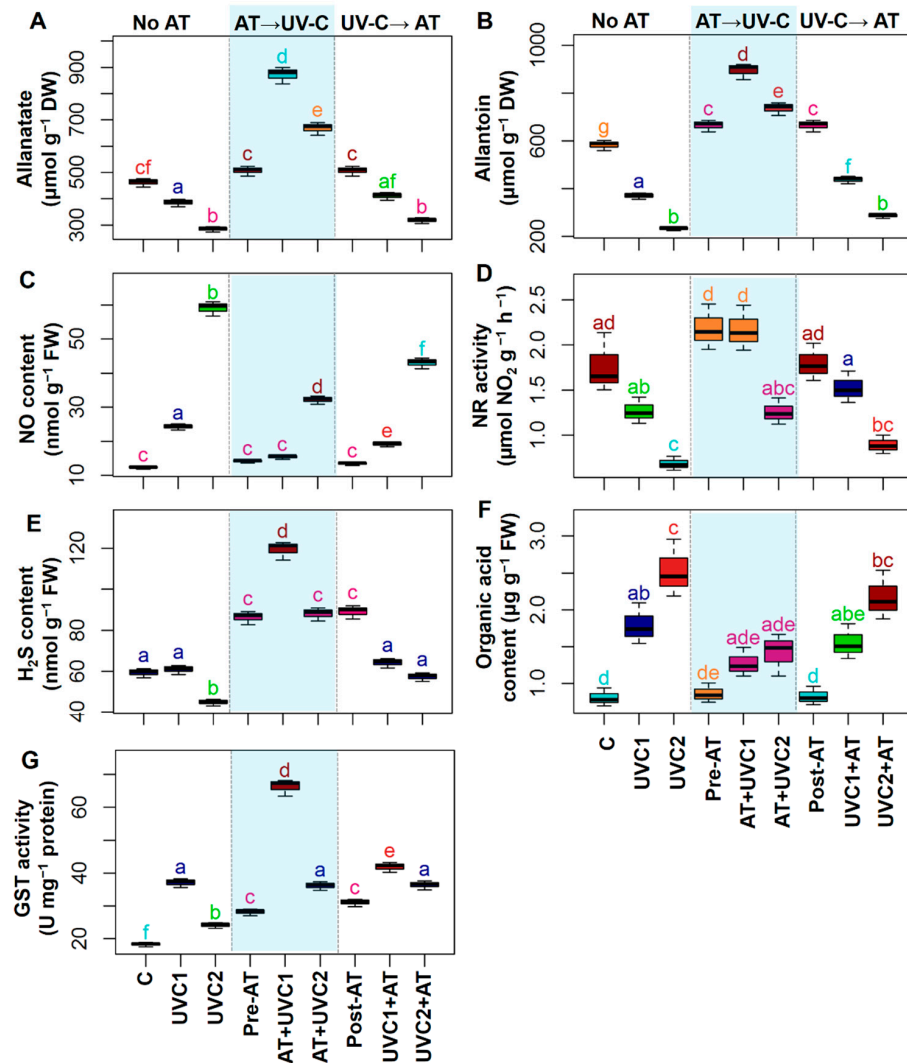 A
No AT
AT→UV-C
UV-C→ AT
Allanatate
(µmol g⁻¹ DW)
900
700
500
300
cf
a
b
c
d
e
c
af
b
B
No AT
AT→UV-C
UV-C→ AT
Allantoin
(µmol g⁻¹ DW)
1000
600
200
g
a
b
c
d
e
c
f
b
C
NO content
(nmol g⁻¹ FW)
50
30
10
c
a
b
c
c
d
c
e
f
D
NR activity
(µmol NO₂ g⁻¹ h⁻¹)
2.5
2.0
1.5
1.0
ad
ab
c
d
d
abc
ad
a
bc
E
H₂S content
(nmol g⁻¹ FW)
120
80
60
40
a
a
b
c
d
c
c
a
a
F
Organic acid
content (µg g⁻¹ FW)
3.0
2.0
1.0
d
ab
c
de
ade
ade
d
abe
bc
C
UVC1
UVC2
Pre-AT
AT+UVC1
AT+UVC2
Post-AT
UVC1+AT
UVC2+AT
G
GST activity
(U mg⁻¹ protein)
60
40
20
f
a
b
c
d
a
c
e
a
C
UVC1
UVC2
Pre-AT
AT+UVC1
AT+UVC2
Post-AT
UVC1+AT
UVC2+AT